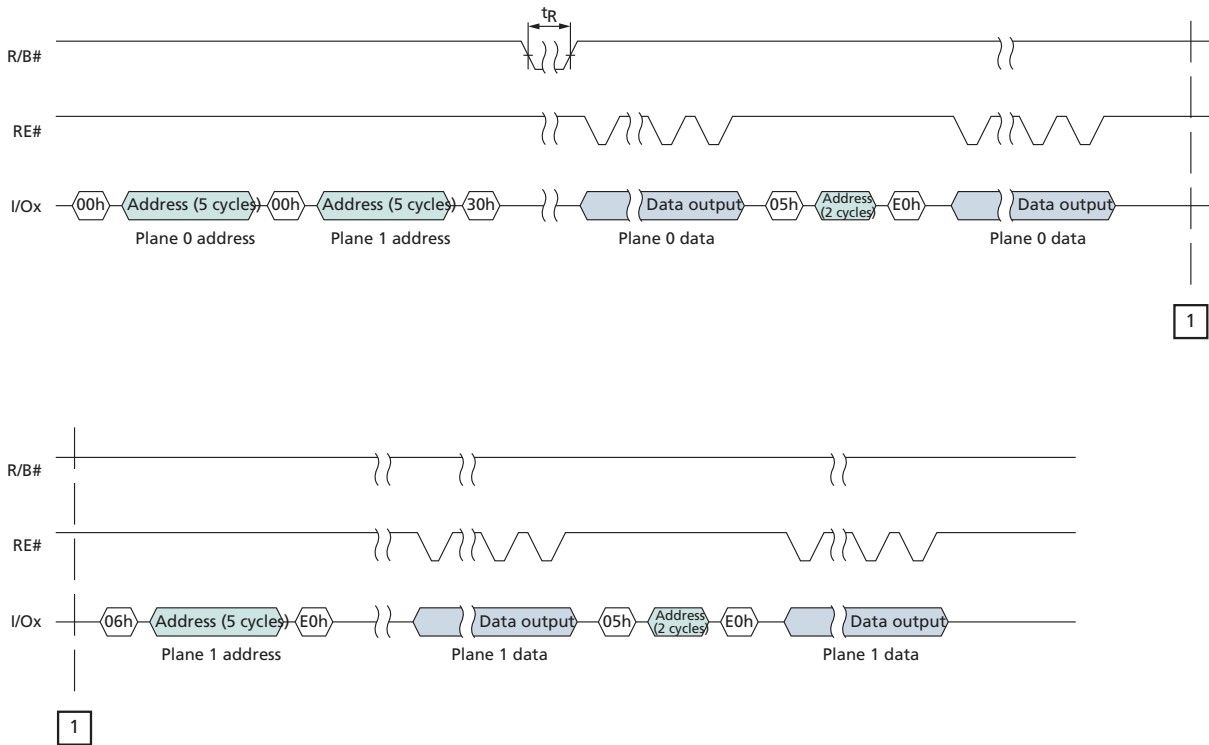 tR
R/B#
RE#
I/Ox
00h Address (5 cycles) 00h Address (5 cycles) 30h Data output 05h Address (2 cycles) E0h Data output
Plane 0 address Plane 1 address Plane 0 data Plane 0 data
1
R/B#
RE#
I/Ox
06h Address (5 cycles) E0h Data output 05h Address (2 cycles) E0h Data output
Plane 1 address Plane 1 data Plane 1 data
1